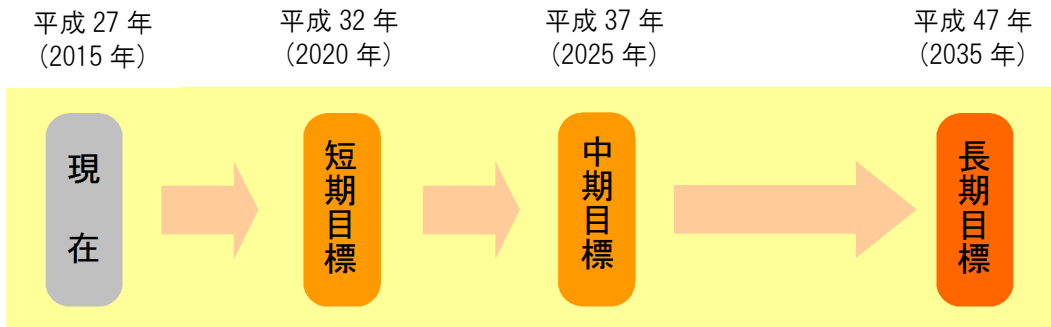 平成 27 年
（2015 年）
平成 32 年
（2020 年）
平成 37 年
（2025 年）
平成 47 年
（2035 年）
現在
短期目標
中期目標
長期目標